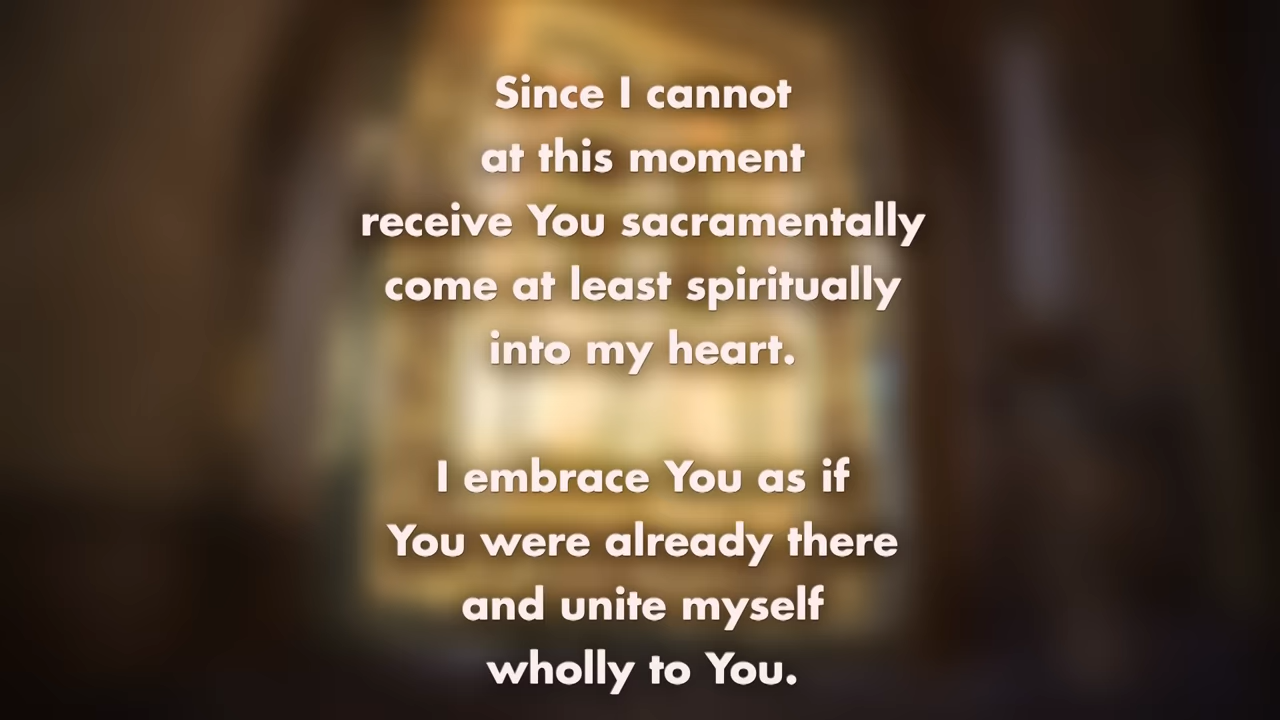 Since I cannot
at this moment
receive You sacramentally
come at least spiritually
into my heart.
I embrace You as if
You were already there
and unite myself
wholly to You.